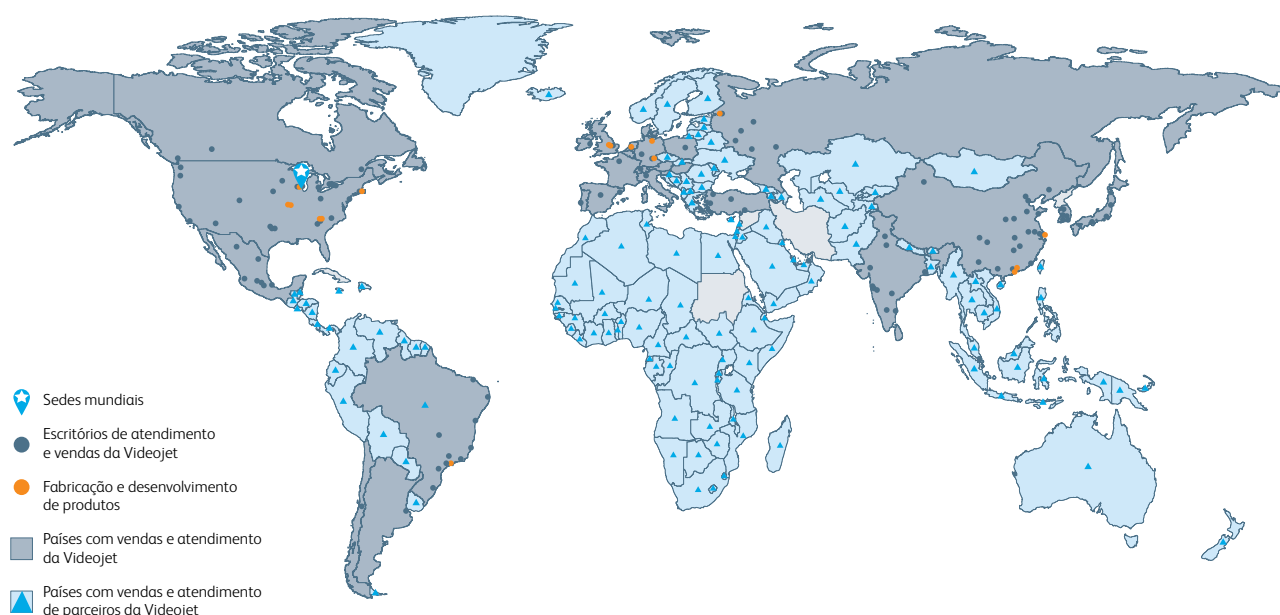 Sedes mundiais
Escritórios de atendimento
e vendas da Videojet
Fabricação e desenvolvimento
de produtos
Países com vendas e atendimento
da Videojet
Países com vendas e atendimento
de parceiros da Videojet